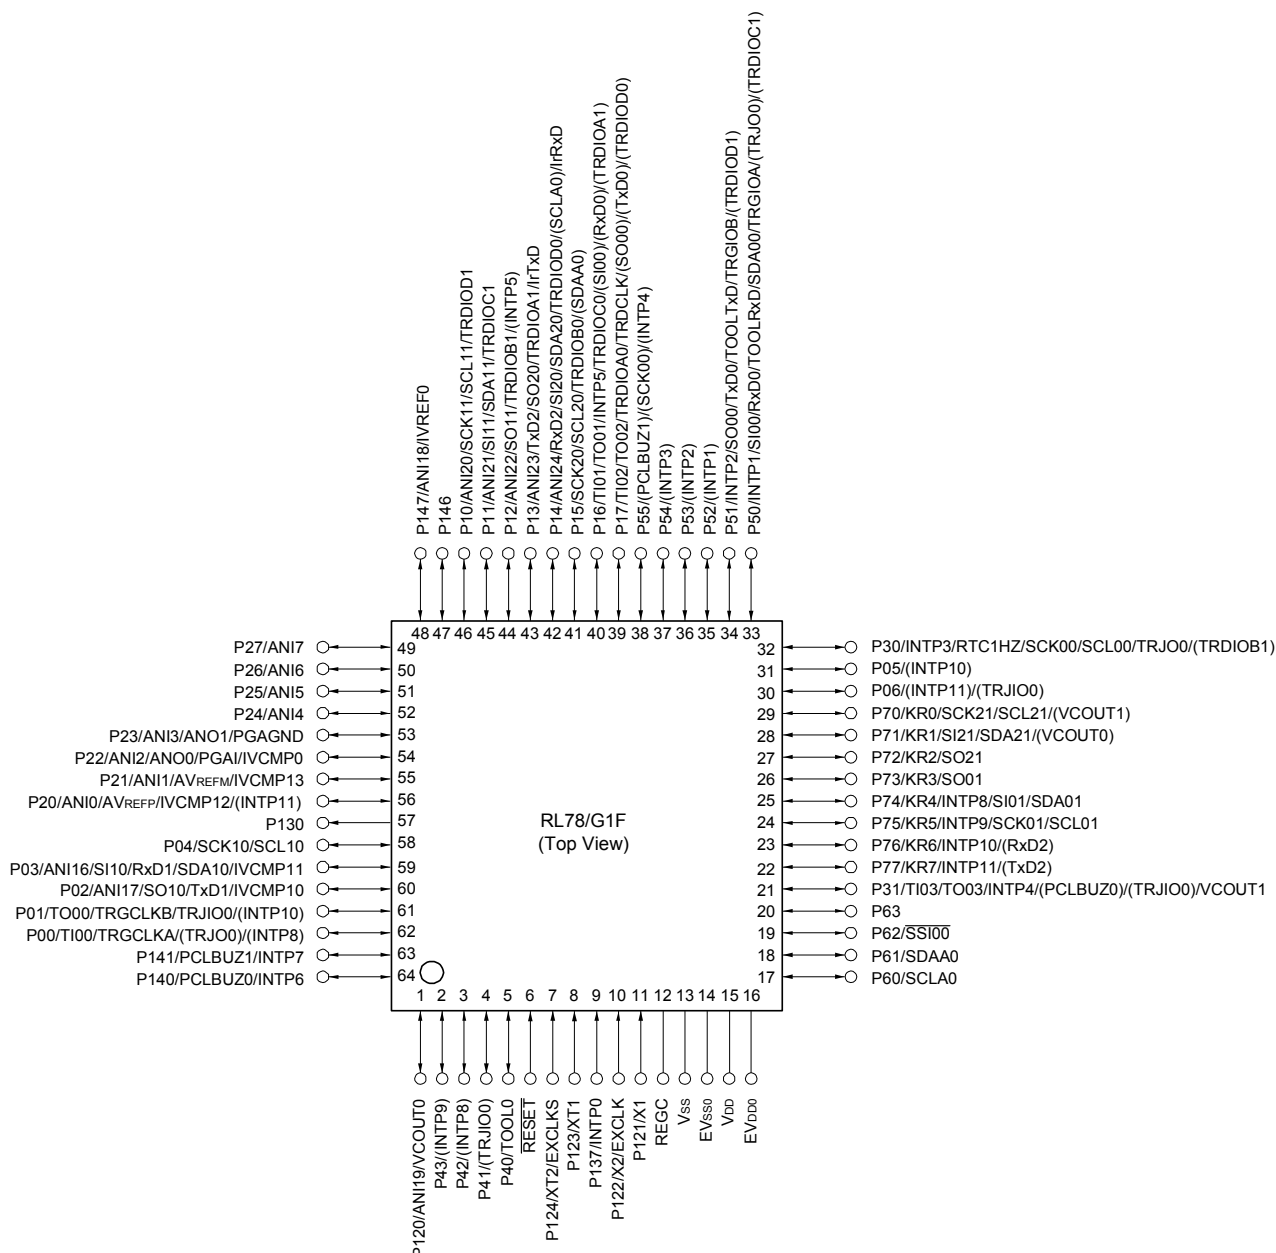 P147/ANI18/IVREF0
P146
P10/ANI20/SCK11/SCL11/TRDIOD1
P11/ANI21/SI11/SDA11/TRDIOC1
P12/ANI22/SO11/TRDIOB1/(INTP5)
P13/ANI23/TxD2/SO20/TRDIOA1/IrTxD
P14/ANI24/RxD2/SI20/SDA20/TRDIOD0/(SCLA0)/IrRxD
P15/SCK20/SCL20/TRDIOB0/(SDAA0)
P16/TI01/TO01/INTP5/TRDIOC0/(SI00)/(RxD0)/(TRDIOA1)
P17/TI02/TO02/TRDIOA0/TRDCLK/(SO00)/(TxD0)/(TRDIOD0)
P55/(PCLBUZ1)/(SCK00)/(INTP4)
P54/(INTP3)
P53/(INTP2)
P52/(INTP1)
P51/INTP2/SO00/TxD0/TOOLTxD/TRGIOB/(TRDIOD1)
P50/INTP1/SI00/RxD0/TOOLRxD/SDA00/TRGIOA/(TRJO0)/(TRDIOC1)
48 47 46 45 44 43 42 41 40 39 38 37 36 35 34 33
P27/ANI7 49
P26/ANI6 50
P25/ANI5 51
P24/ANI4 52
P23/ANI3/ANO1/PGAGND 53
P22/ANI2/ANO0/PGAI/IVCMP0 54
P21/ANI1/AVREFM/IVCMP13 55
P20/ANI0/AVREFP/IVCMP12/(INTP11) 56
P130 57
P04/SCK10/SCL10 58
P03/ANI16/SI10/RxD1/SDA10/IVCMP11 59
P02/ANI17/SO10/TxD1/IVCMP10 60
P01/TO00/TRGCLKB/TRJIO0/(INTP10) 61
P00/TI00/TRGCLKA/(TRJO0)/(INTP8) 62
P141/PCLBUZ1/INTP7 63
P140/PCLBUZ0/INTP6 64
RL78/G1F
(Top View)
32 P30/INTP3/RTC1HZ/SCK00/SCL00/TRJO0/(TRDIOB1)
31 P05/(INTP10)
30 P06/(INTP11)/(TRJIO0)
29 P70/KR0/SCK21/SCL21/(VCOUT1)
28 P71/KR1/SI21/SDA21/(VCOUT0)
27 P72/KR2/SO21
26 P73/KR3/SO01
25 P74/KR4/INTP8/SI01/SDA01
24 P75/KR5/INTP9/SCK01/SCL01
23 P76/KR6/INTP10/(RxD2)
22 P77/KR7/INTP11/(TxD2)
21 P31/TI03/TO03/INTP4/(PCLBUZ0)/(TRJIO0)/VCOUT1
20 P63
19 P62/SSI00
18 P61/SDAA0
17 P60/SCLA0
1 2 3 4 5 6 7 8 9 10 11 12 13 14 15 16
P120/ANI19/VCOUT0
P43/(INTP9)
P42/(INTP8)
P41/(TRJIO0)
P40/TOOL0
RESET
P124/XT2/EXCLKS
P123/XT1
P137/INTP0
P122/X2/EXCLK
P121/X1
REGC
VSS
EVSS0
VDD
EVDD0